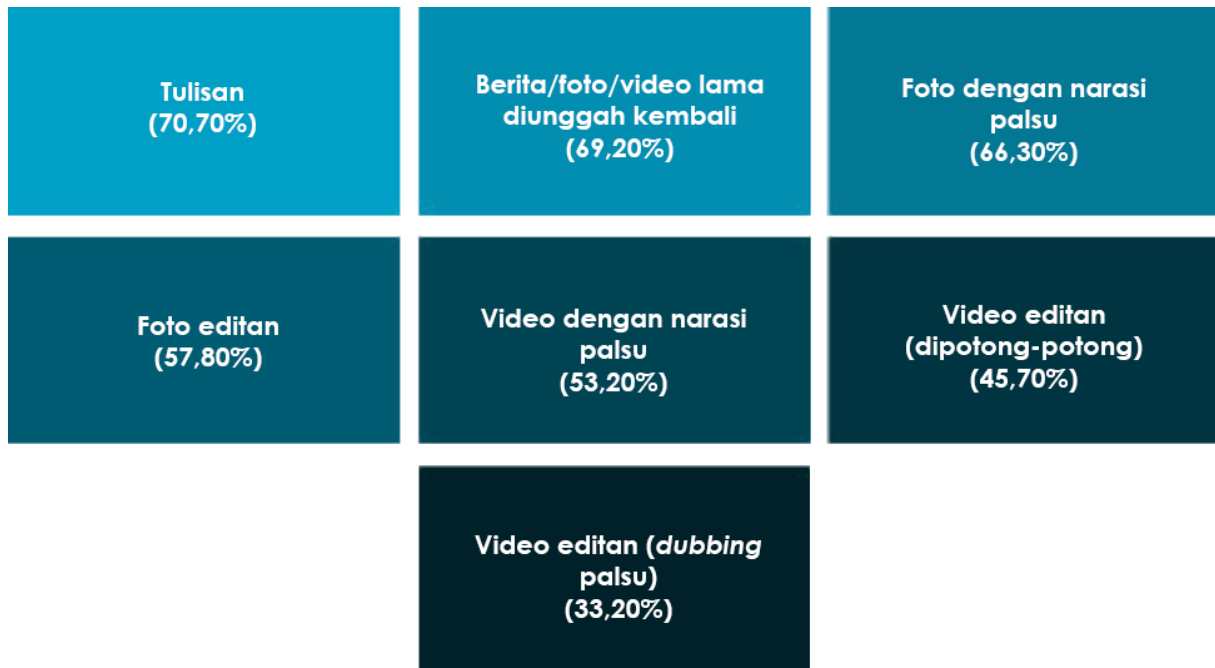 Tulisan
(70,70%)
Berita/foto/video lama
diunggah kembali
(69,20%)
Foto dengan narasi
palsu
(66,30%)
Foto editan
(57,80%)
Video dengan narasi
palsu
(53,20%)
Video editan
(dipotong-potong)
(45,70%)
Video editan (dubbing
palsu)
(33,20%)